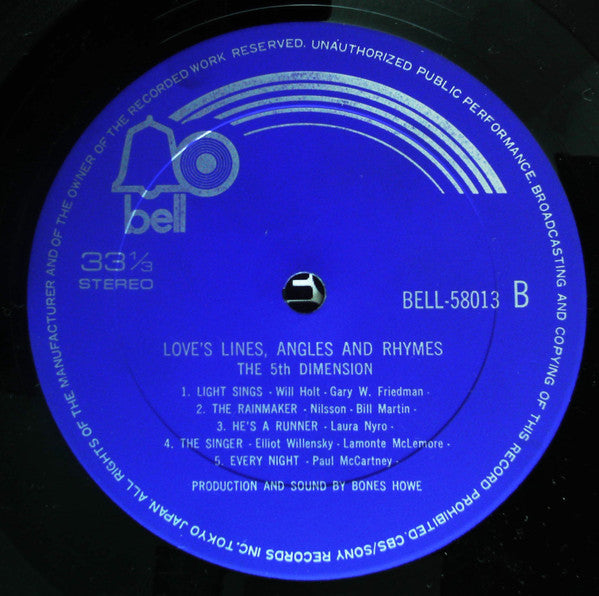 ALL RIGHTS OF THE MANUFACTURER AND OF THE OWNER OF THE RECORDED WORK RESERVED. UNAUTHORIZED PUBLIC PERFORMANCE. BROADCASTING AND COPYING OF THIS RECORD PROHIBITED. CBS/SONY RECORDS INC. TOKYO JAPAN
bell
33 1/3
STEREO
BELL-58013 B
LOVE'S LINES, ANGLES AND RHYMES
THE 5th DIMENSION
1. LIGHT SINGS - Will Holt - Gary W. Friedman -
2. THE RAINMAKER - Nilsson - Bill Martin -
3. HE'S A RUNNER - Laura Nyro -
4. THE SINGER - Elliot Willensky - Lamonte McLemore -
5. EVERY NIGHT - Paul McCartney -
PRODUCTION AND SOUND BY BONES HOWE